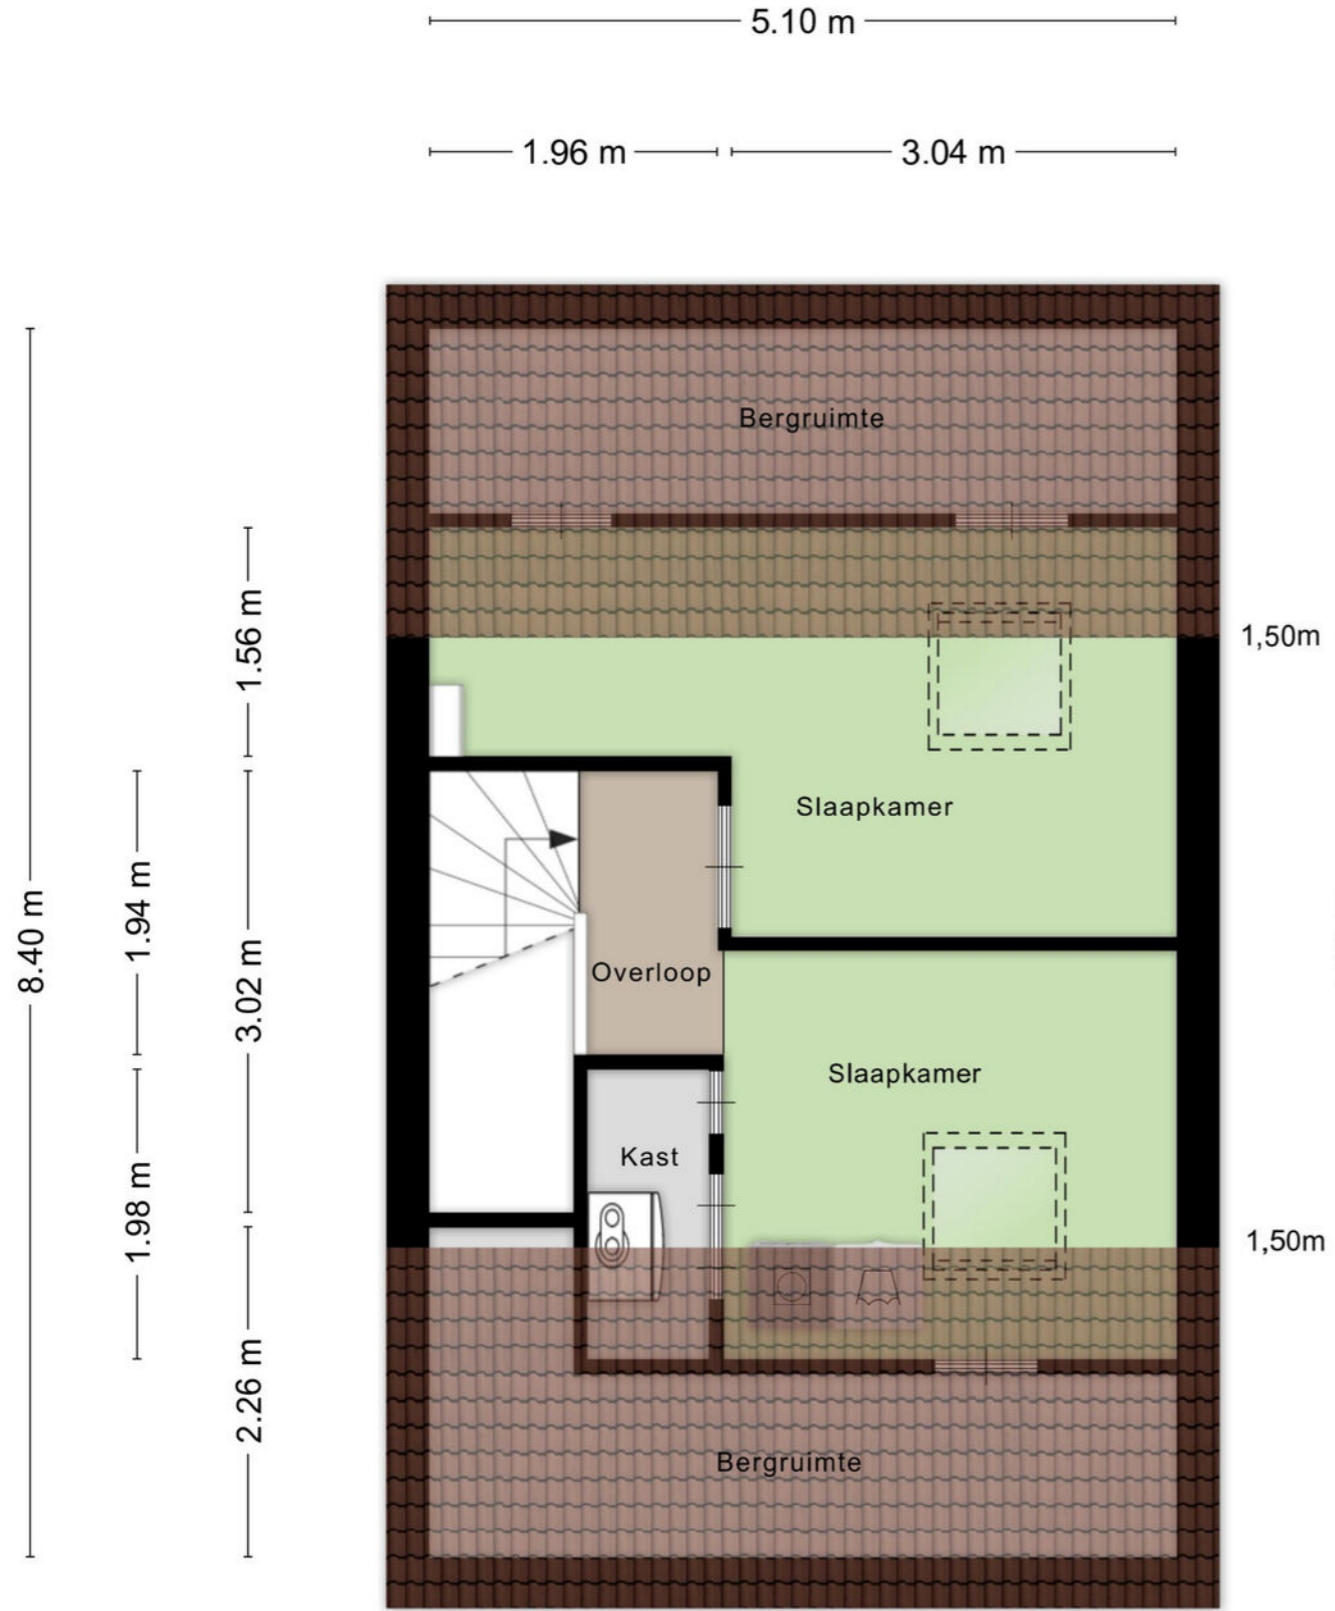 5.10 m
1.96 m
3.04 m
Bergruimte
1.56 m
1,50m
Slaapkamer
8.40 m
1.94 m
3.02 m
Overloop
Slaapkamer
Kast
1.98 m
1,50m
2.26 m
Bergruimte